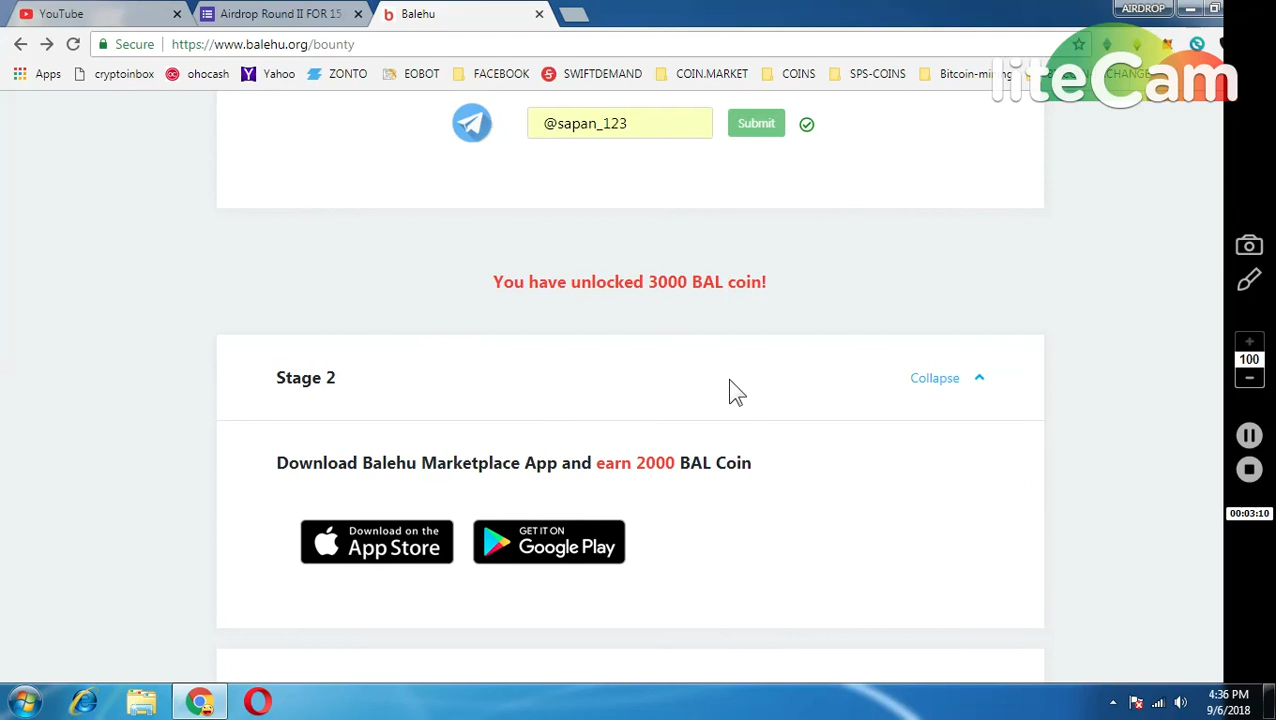 YouTube
Airdrop Round II FOR 15
Balehu
AIRDROP
Secure
https://www.balehu.org/bounty
Apps
cryptoinbox
ohocash
Yahoo
ZONTO
EOBOT
FACEBOOK
SWIFTDEMAND
COIN.MARKET
COINS
SPS-COINS
Bitcoin-mining
liteCam
@sapan_123
Submit
You have unlocked 3000 BAL coin!
Stage 2
Collapse
Download Balehu Marketplace App and earn 2000 BAL Coin
Download on the
App Store
GET IT ON
Google Play
100
00:03:10
4:36 PM
9/6/2018